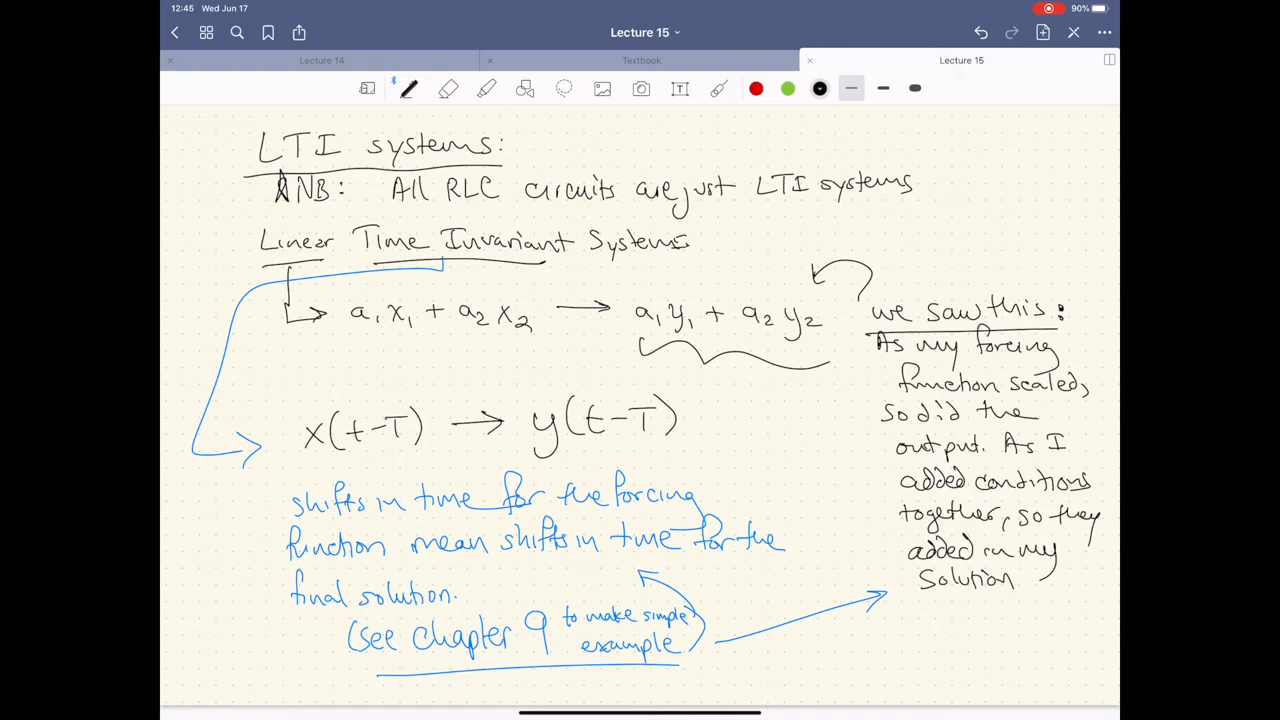 12:45 Wed Jun 17
90%
Lecture 15
Lecture 14
Textbook
Lecture 15
LTI systems:
NB: All RLC circuits are just LTI systems
Linear Time Invariant Systems
a₁x₁ + a₂x₂ → a₁y₁ + a₂y₂
x(t-T) → y(t-T)
shifts in time for the forcing
function mean shifts in time for the
final solution.
(see chapter 9 to make simple
example
we saw this:
As my forcing
function scaled,
so did the
output. As I
added conditions
together, so they
added in my
solution